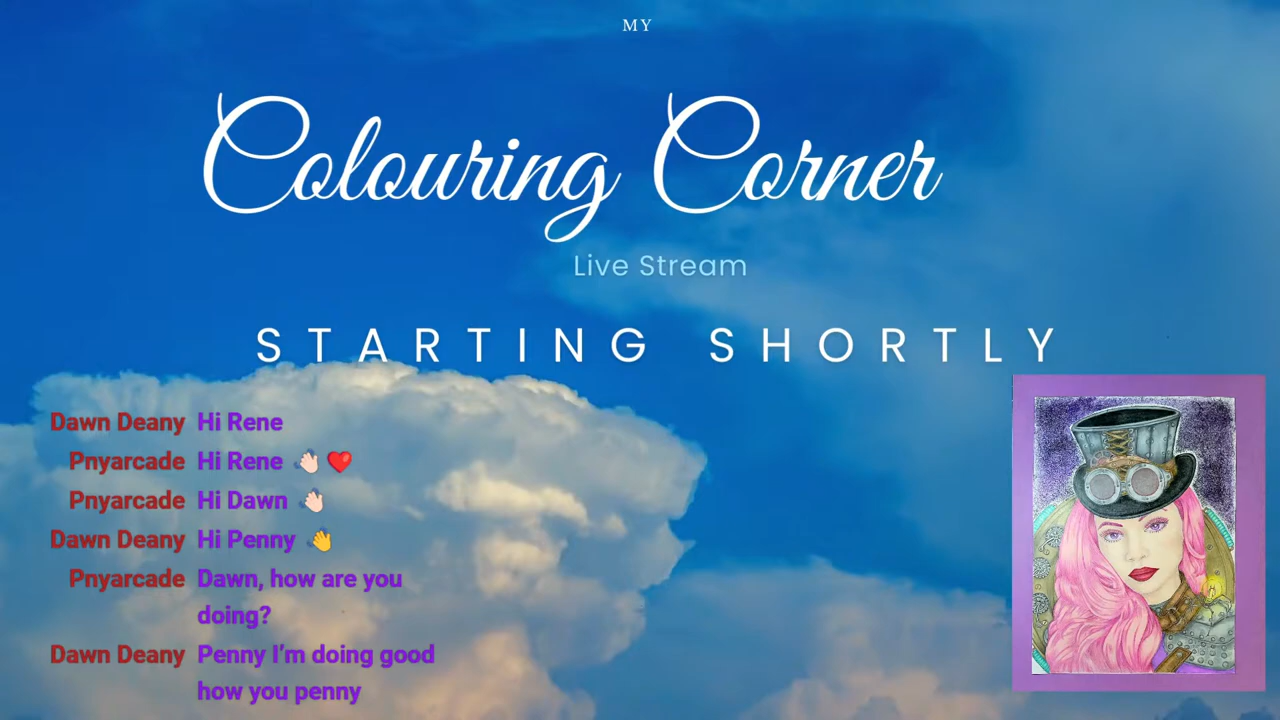 MY
Colouring Corner
Live Stream
STARTING SHORTLY
Dawn Deany Hi Rene
Pnyarcade Hi Rene 👋🏻 ❤️
Pnyarcade Hi Dawn 👋🏻
Dawn Deany Hi Penny 👋
Pnyarcade Dawn, how are you
doing?
Dawn Deany Penny I'm doing good
how you penny